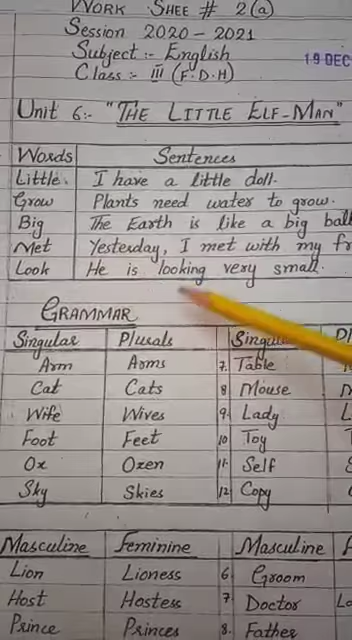 WORK SHEE # 2(a)
Session 2020 - 2021
Subject :- English
19 DEC
Class :- III (F.D.H)
Unit 6:- "THE LITTLE ELF-MAN"
Words Sentences
Little. I have a little doll.
Grow Plants need water to grow.
Big The Earth is like a big ball
Met Yesterday, I met with my fr
Look He is looking very small.
GRAMMAR
Singular Plurals
Arm Arms 7. Table
Cat Cats 8 Mouse
Wife Wives 9. Lady
Foot Feet 10 Toy
Ox Oxen 11. Self
Sky Skies 12 Copy
Masculine Feminine Masculine
Lion Lioness 6 Groom
Host Hostess 7. Doctor
Prince Princes 8. Father